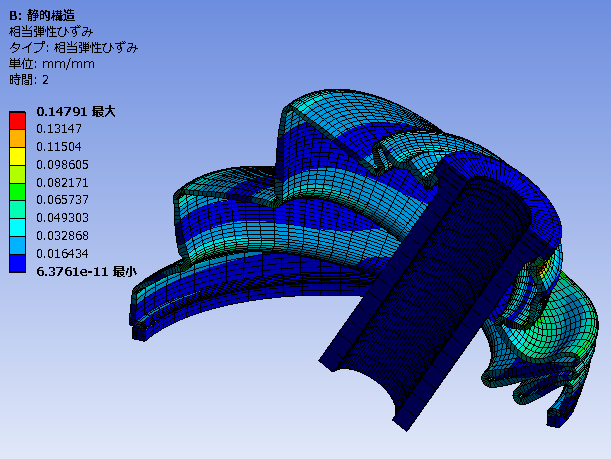 B: 静的構造
相当弾性ひずみ
タイプ: 相当弾性ひずみ
単位: mm/mm
時間: 2
0.14791 最大
0.13147
0.11504
0.098605
0.082171
0.065737
0.049303
0.032868
0.016434
6.3761e-11 最小